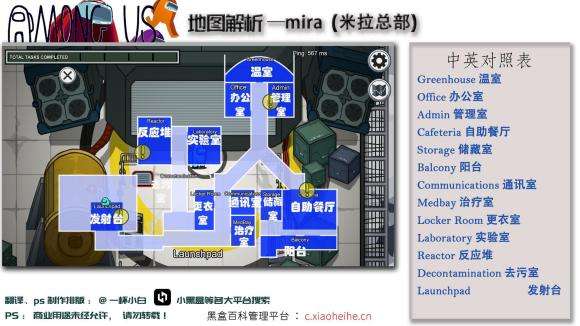 AMONG US 地图解析 —mira (米拉总部)
TOTAL TASKS COMPLETED
Ping: 567 ms
Greenhouse
温室
Office
办公室
Admin
管理室
Reactor
反应堆
Laboratory
实验室
Launchpad
发射台
Locker Room
更衣室
Communications
通讯室
Storage
储藏室
MedBay
治疗室
自助餐厅
Balcony
阳台
Launchpad
中英对照表
Greenhouse 温室
Office 办公室
Admin 管理室
Cafeteria 自助餐厅
Storage 储藏室
Balcony 阳台
Communications 通讯室
Medbay 治疗室
Locker Room 更衣室
Laboratory 实验室
Reactor 反应堆
Decontamination 去污室
Launchpad 发射台
翻译、ps 制作排版 : @ 一杯小白 小黑盒等各大平台搜索
PS : 商业用途未经允许, 请勿转载!
黑盒百科管理平台 : c.xiaoheihe.cn